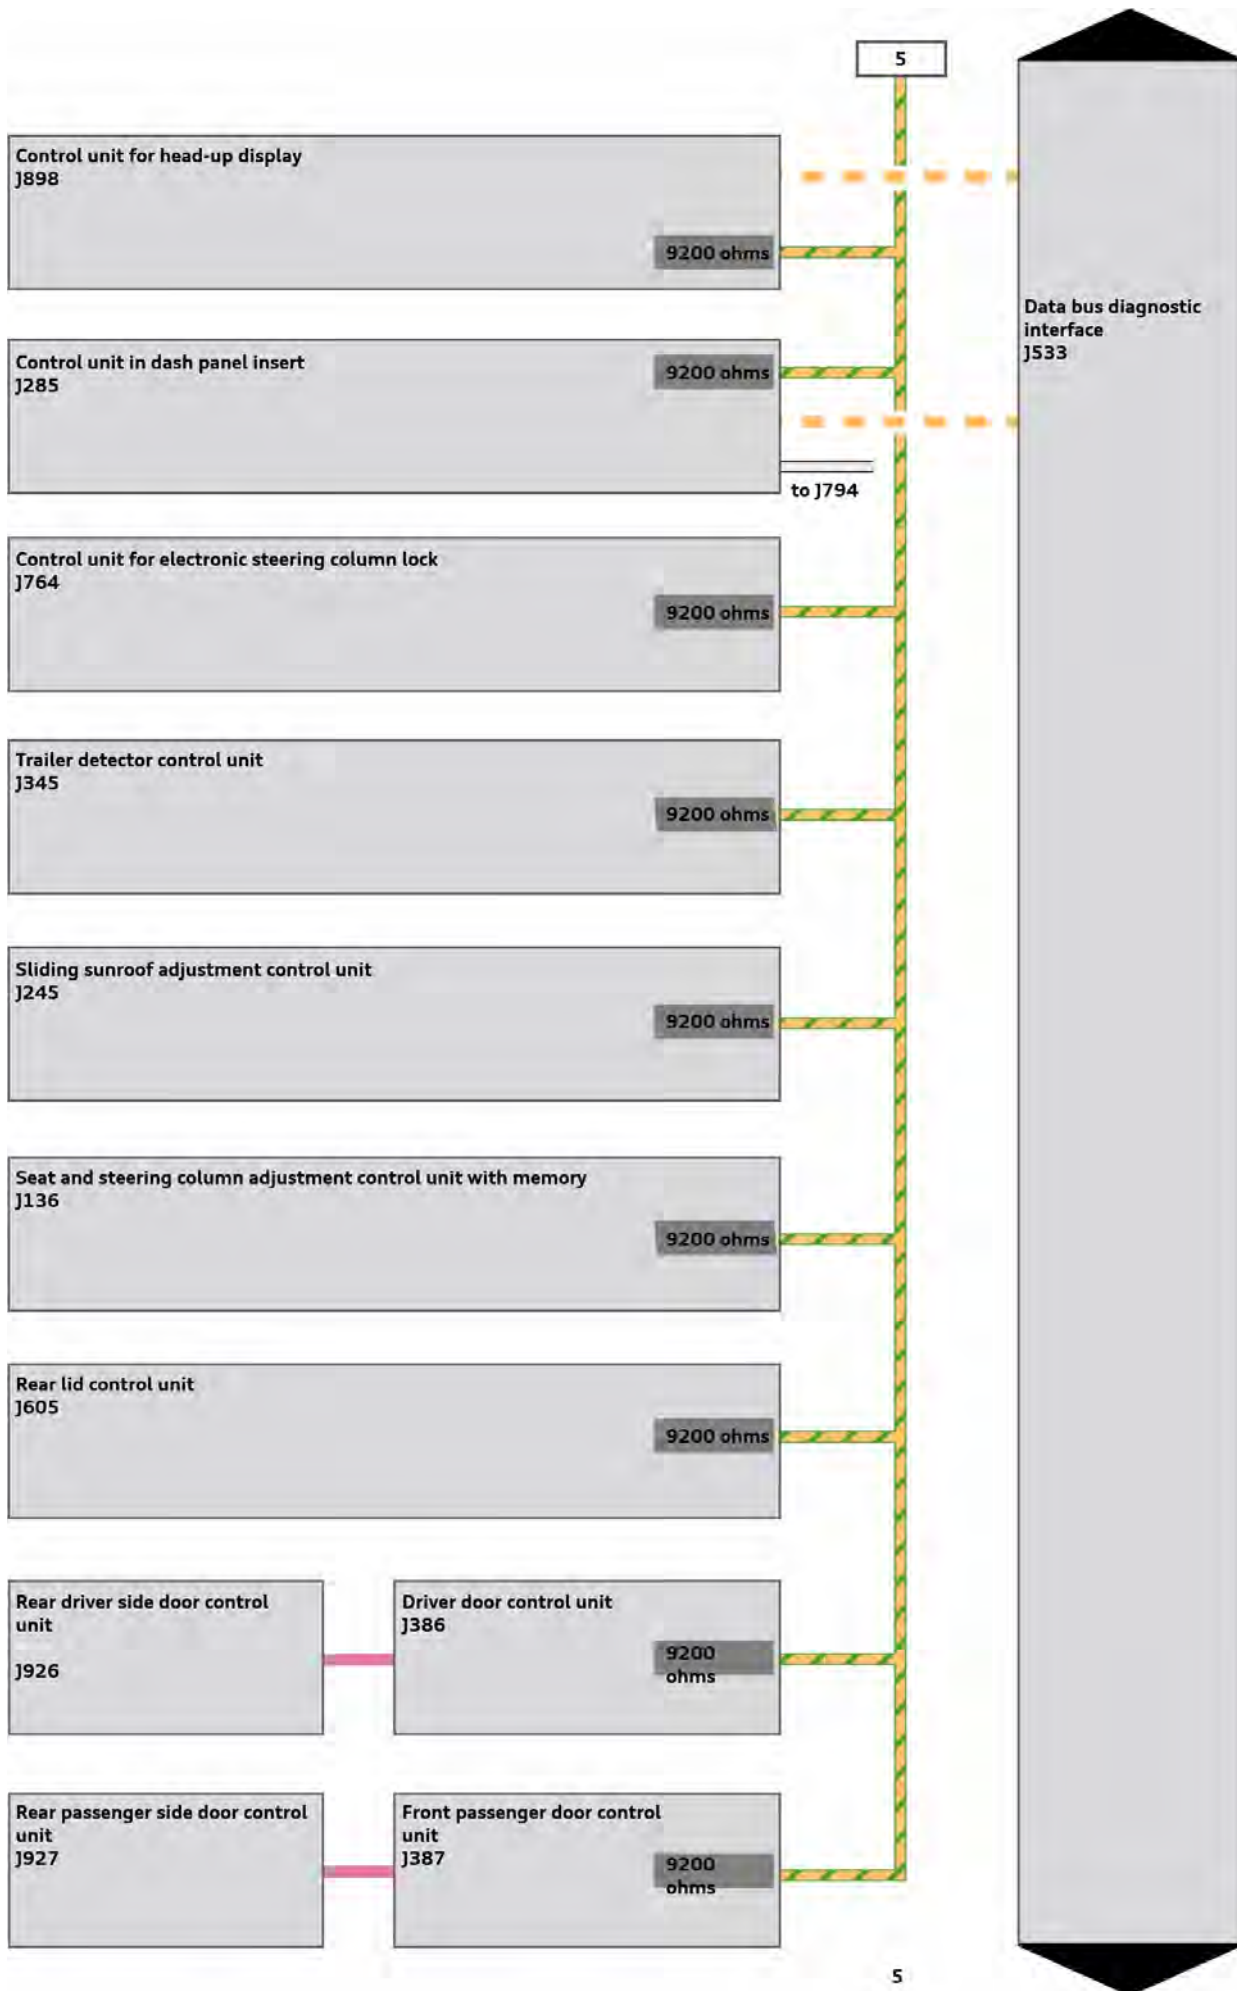 5
Control unit for head-up display
J898
9200 ohms
Data bus diagnostic
interface
J533
Control unit in dash panel insert
J285
9200 ohms
to J794
Control unit for electronic steering column lock
J764
9200 ohms
Trailer detector control unit
J345
9200 ohms
Sliding sunroof adjustment control unit
J245
9200 ohms
Seat and steering column adjustment control unit with memory
J136
9200 ohms
Rear lid control unit
J605
9200 ohms
Rear driver side door control
unit
J926
Driver door control unit
J386
9200
ohms
Rear passenger side door control
unit
J927
Front passenger door control
unit
J387
9200
ohms
5